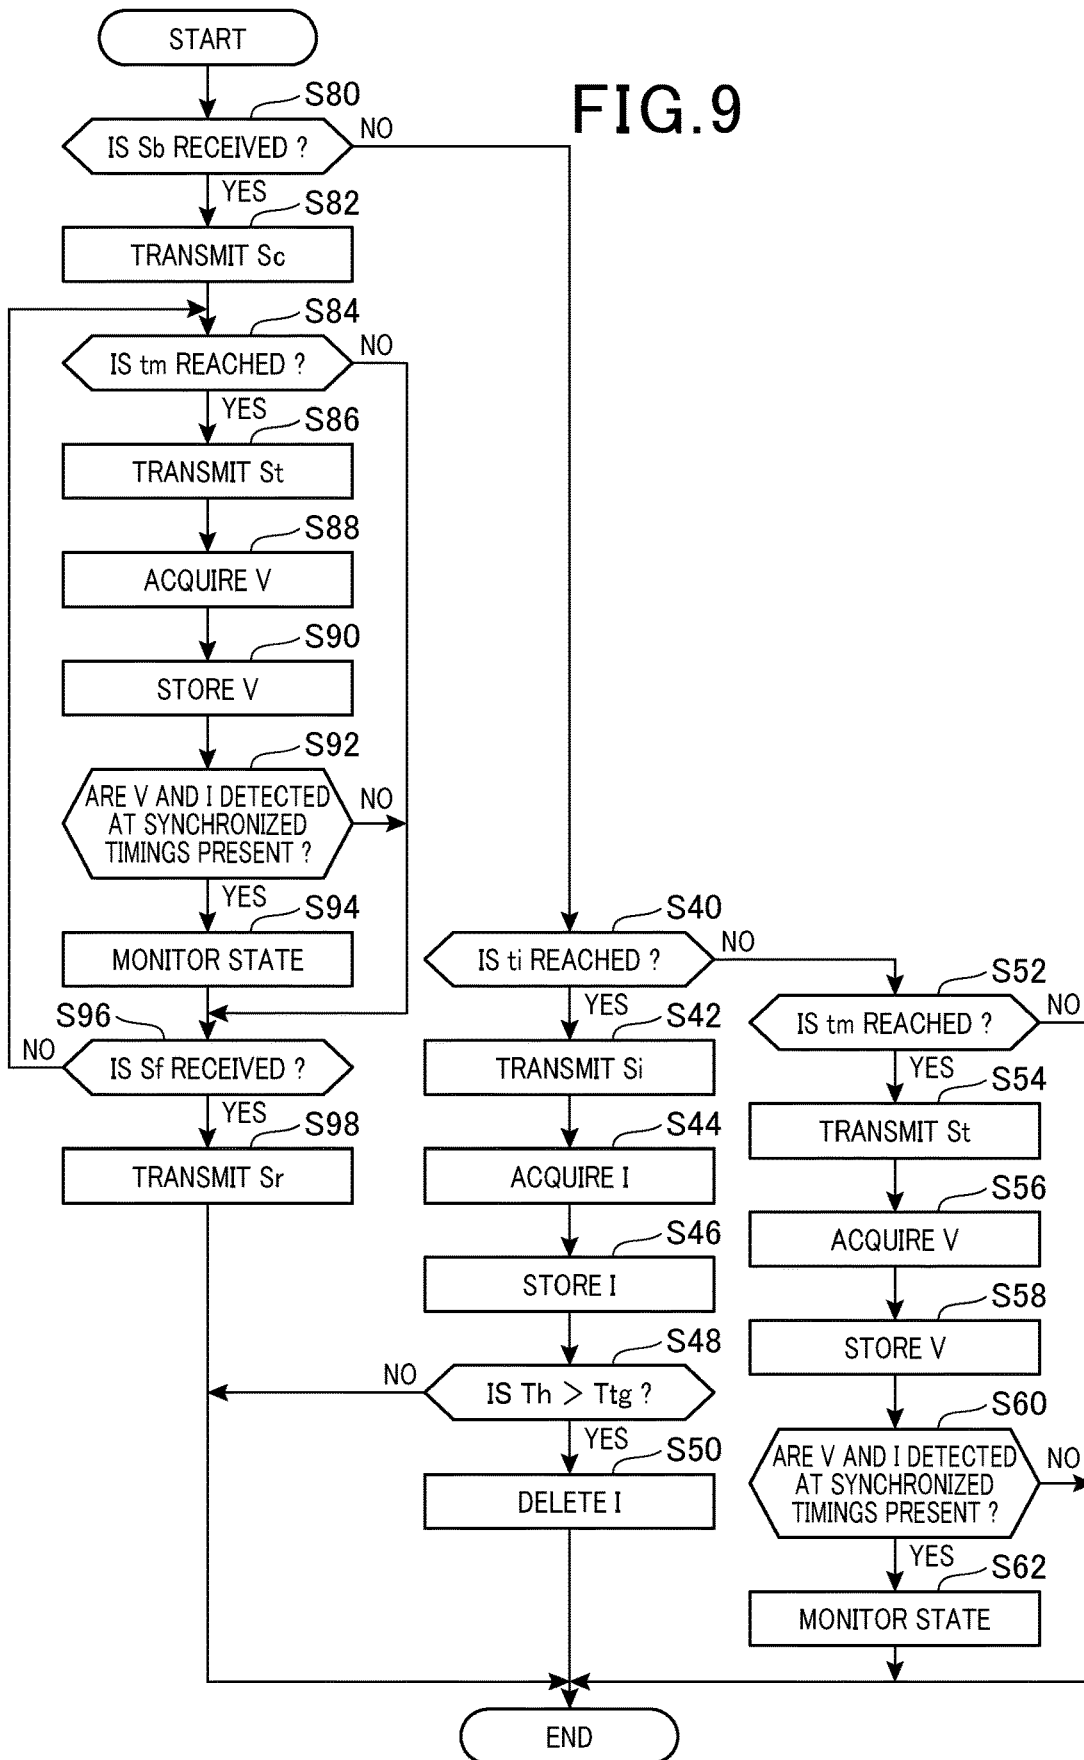 FIG.9
START
S80
IS Sb RECEIVED ?
NO
YES
S82
TRANSMIT Sc
S84
IS tm REACHED ?
NO
YES
S86
TRANSMIT St
S88
ACQUIRE V
S90
STORE V
S92
ARE V AND I DETECTED
AT SYNCHRONIZED
TIMINGS PRESENT ?
NO
YES
S94
MONITOR STATE
S96
NO
IS Sf RECEIVED ?
YES
S98
TRANSMIT Sr
S40
IS ti REACHED ?
NO
YES
S42
TRANSMIT Si
S44
ACQUIRE I
S46
STORE I
S48
NO
IS Th > Ttg ?
YES
S50
DELETE I
S52
IS tm REACHED ?
NO
YES
S54
TRANSMIT St
S56
ACQUIRE V
S58
STORE V
S60
ARE V AND I DETECTED
AT SYNCHRONIZED
TIMINGS PRESENT ?
NO
YES
S62
MONITOR STATE
END